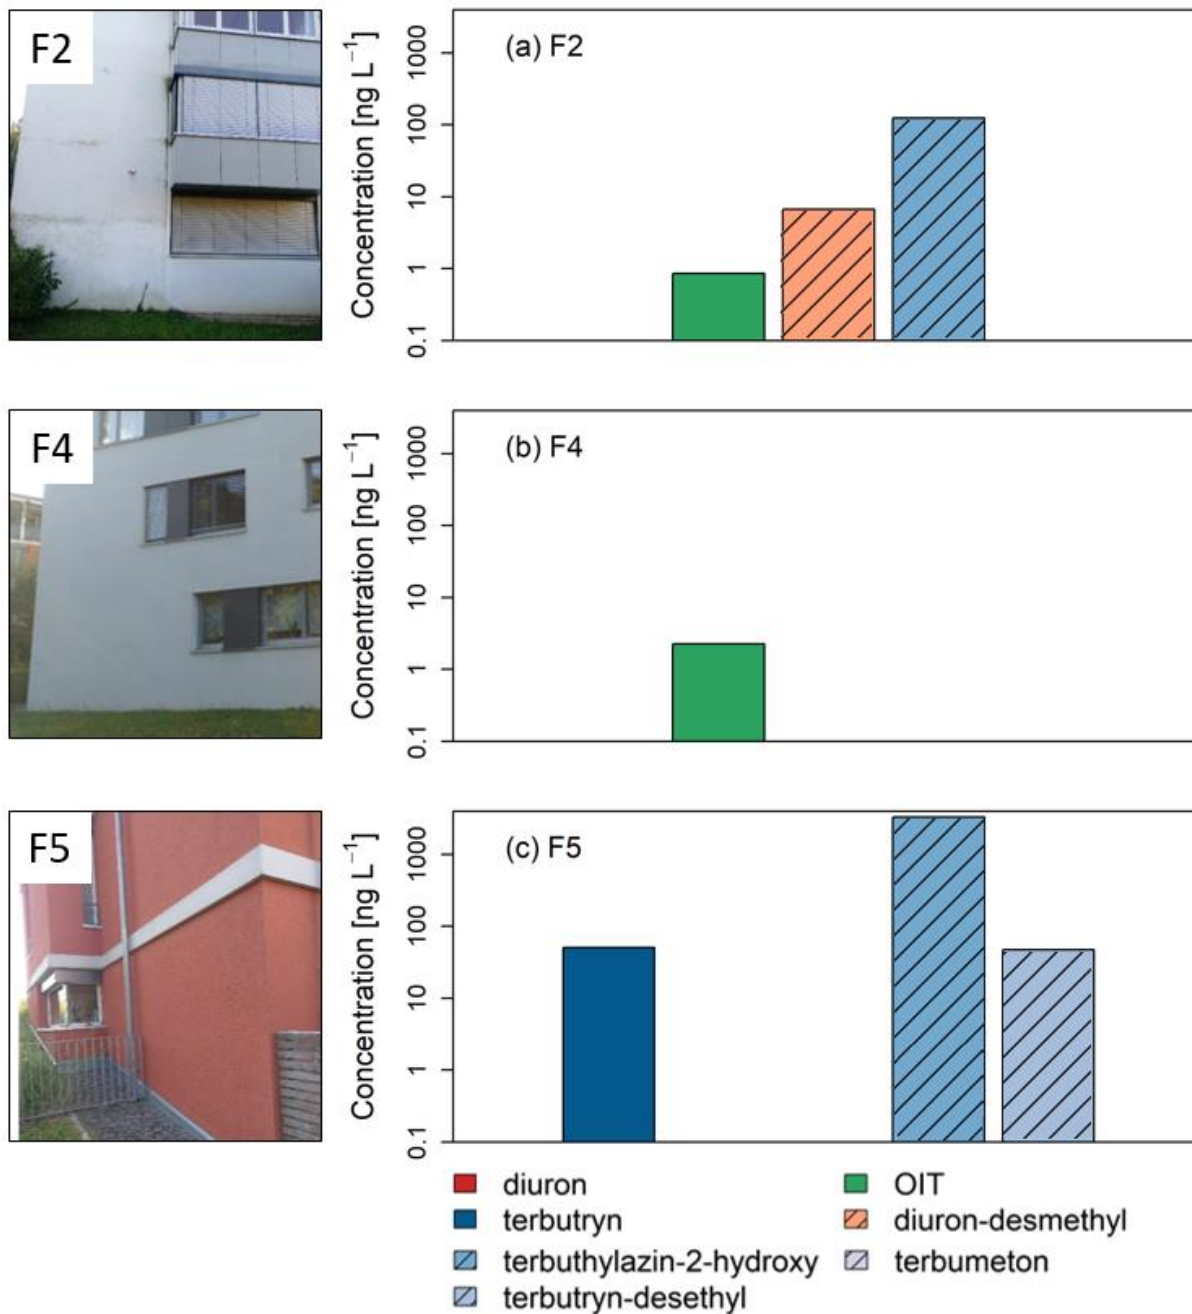 F2
(a) F2
Concentration [ng L⁻¹]
1000
100
10
1
0.1
F4
(b) F4
Concentration [ng L⁻¹]
1000
100
10
1
0.1
F5
(c) F5
Concentration [ng L⁻¹]
1000
100
10
1
0.1
diuron
OIT
terbutryn
diuron-desmethyl
terbuthylazin-2-hydroxy
terbumeton
terbutryn-desethyl